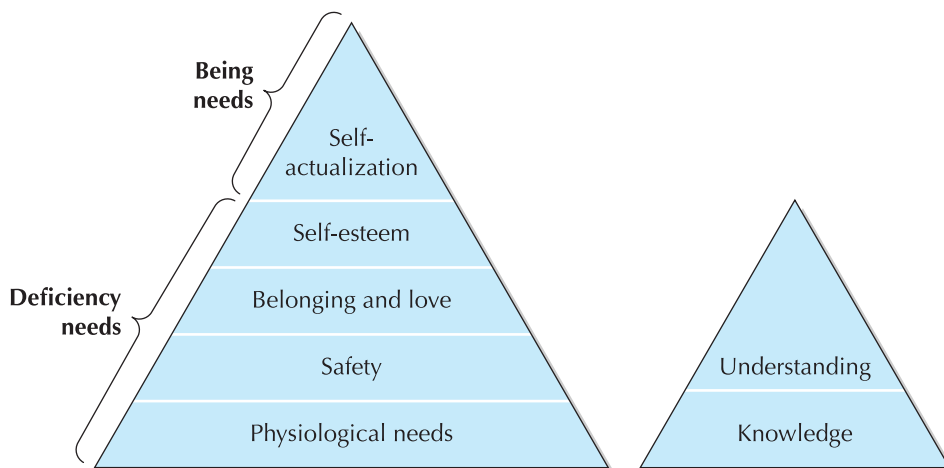 Being
needs
Self-
actualization
Self-esteem
Deficiency
needs
Belonging and love
Safety
Physiological needs
Understanding
Knowledge